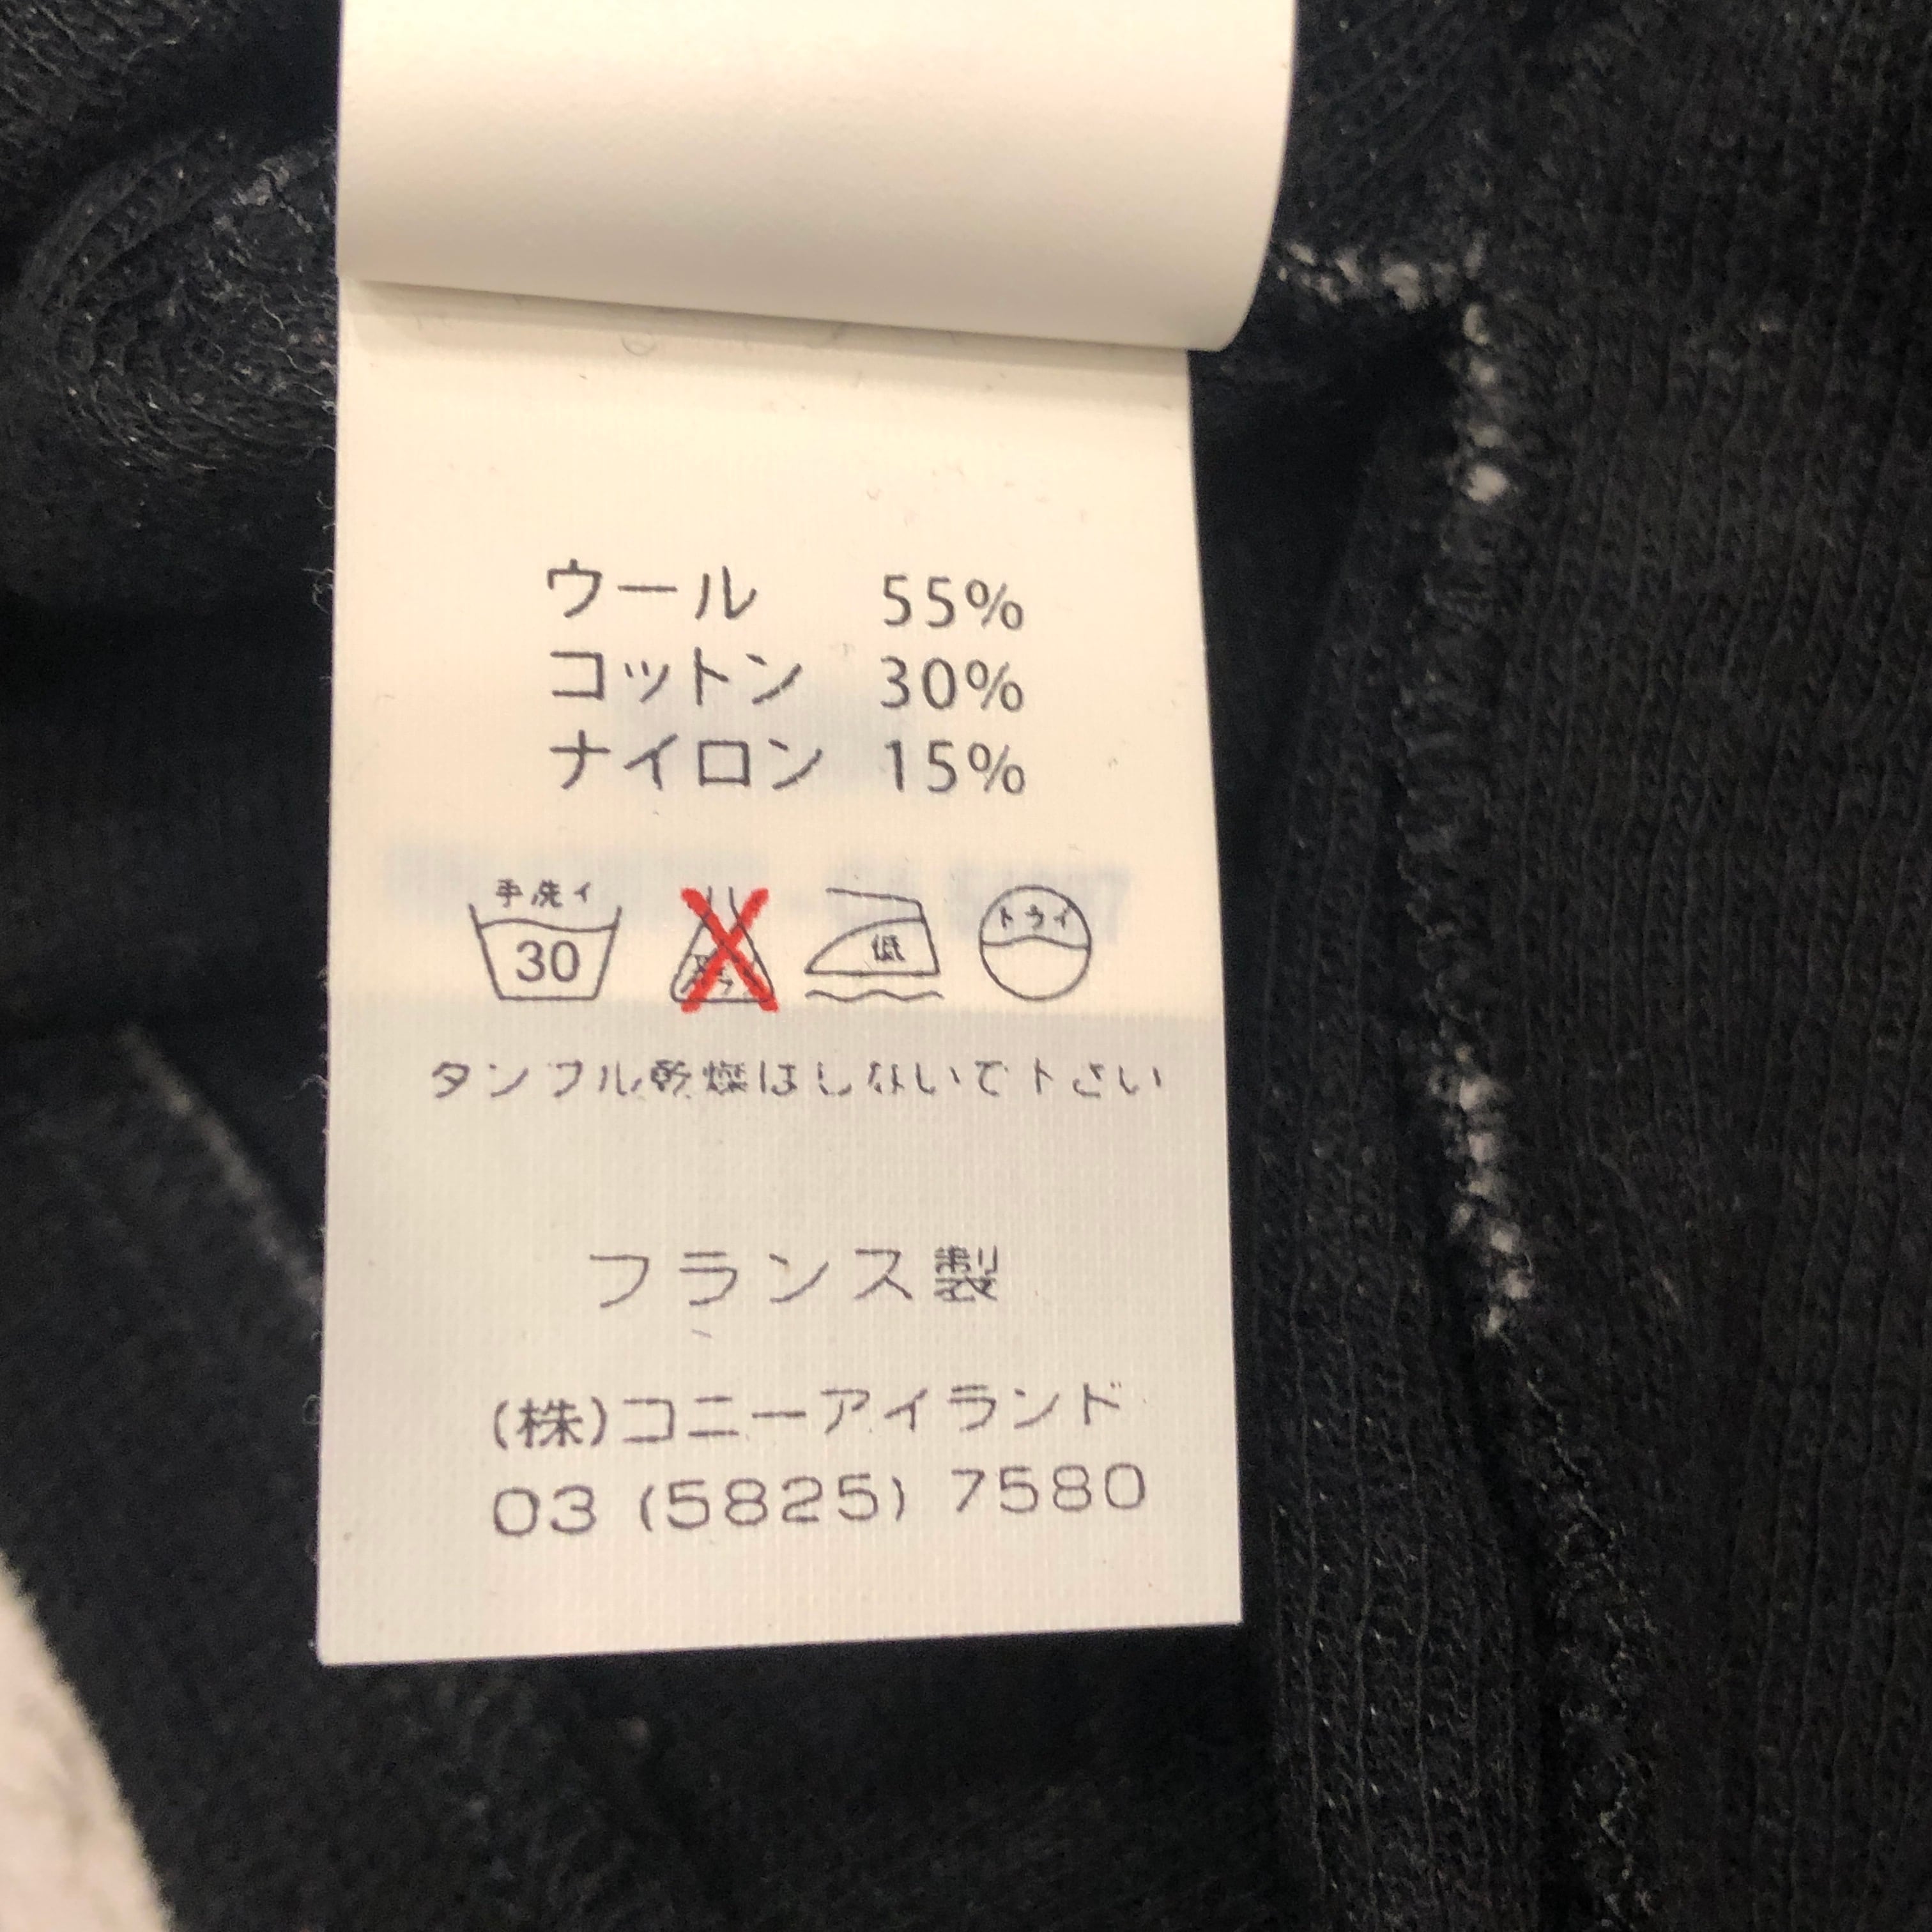 ウール 55%
コットン 30%
ナイロン 15%
手洗イ
30
低
ドライ
タンブル乾燥はしないで下さい
フランス製
(株)コニーアイランド
03 (5825) 7580